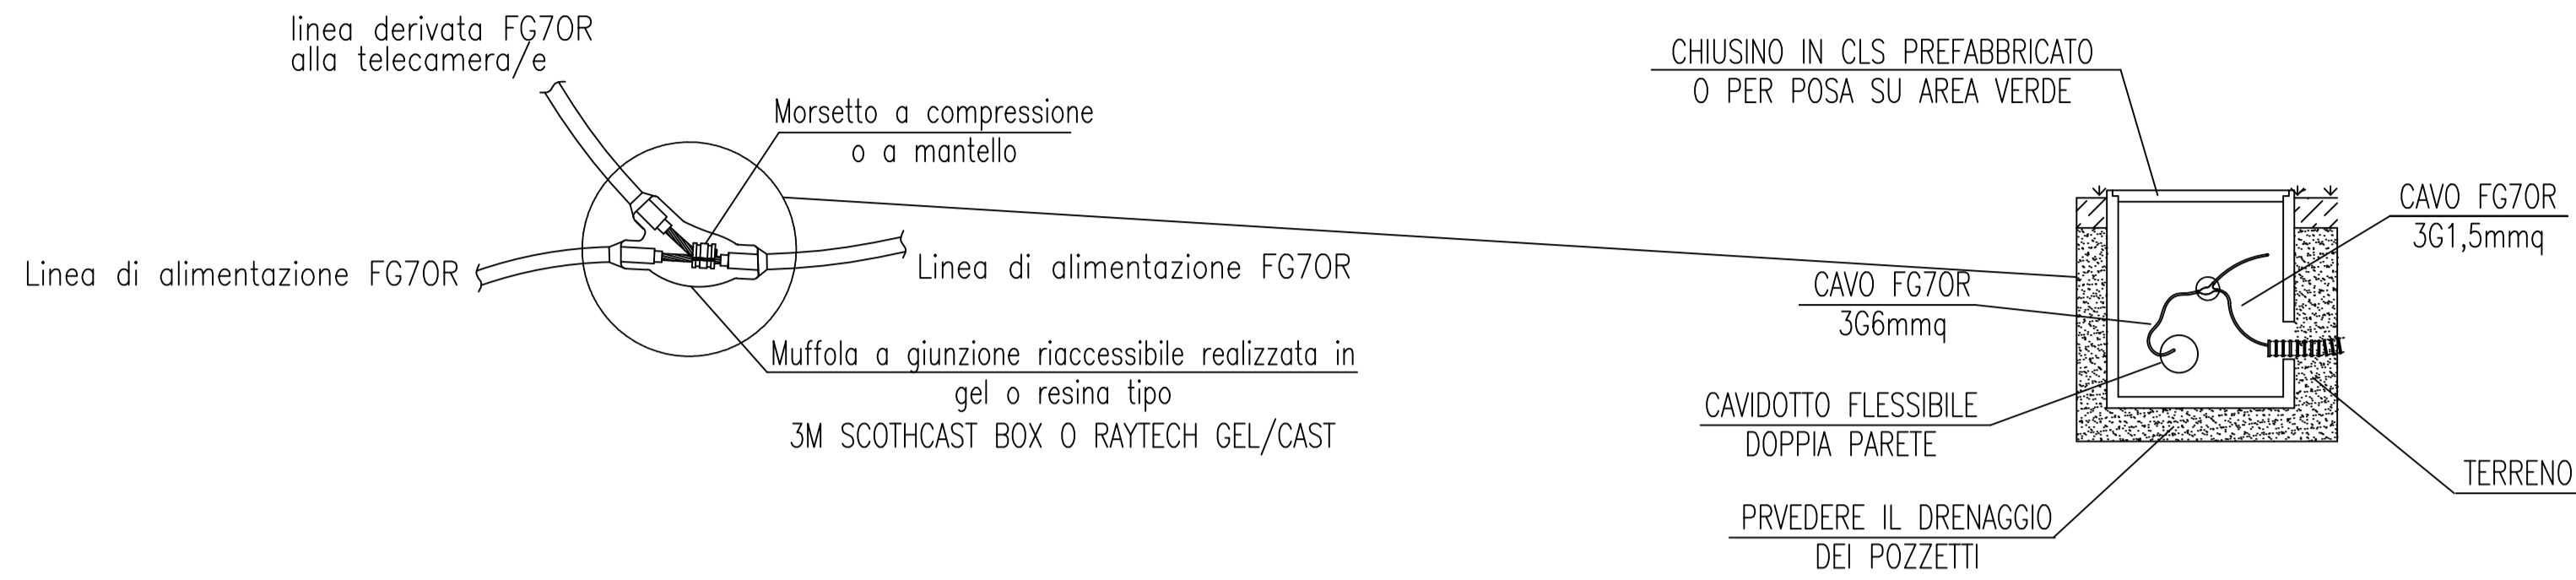 linea derivata FG7OR
alla telecamera/e
Morsetto a compressione
o a mantello
Linea di alimentazione FG7OR
Linea di alimentazione FG7OR
Muffola a giunzione riaccessibile realizzata in
gel o resina tipo
3M SCOTHCAST BOX O RAYTECH GEL/CAST
CHIUSINO IN CLS PREFABBRICATO
O PER POSA SU AREA VERDE
CAVO FG7OR
3G1,5mmq
CAVO FG7OR
3G6mmq
CAVIDOTTO FLESSIBILE
DOPPIA PARETE
TERRENO
PRVEDERE IL DRENAGGIO
DEI POZZETTI